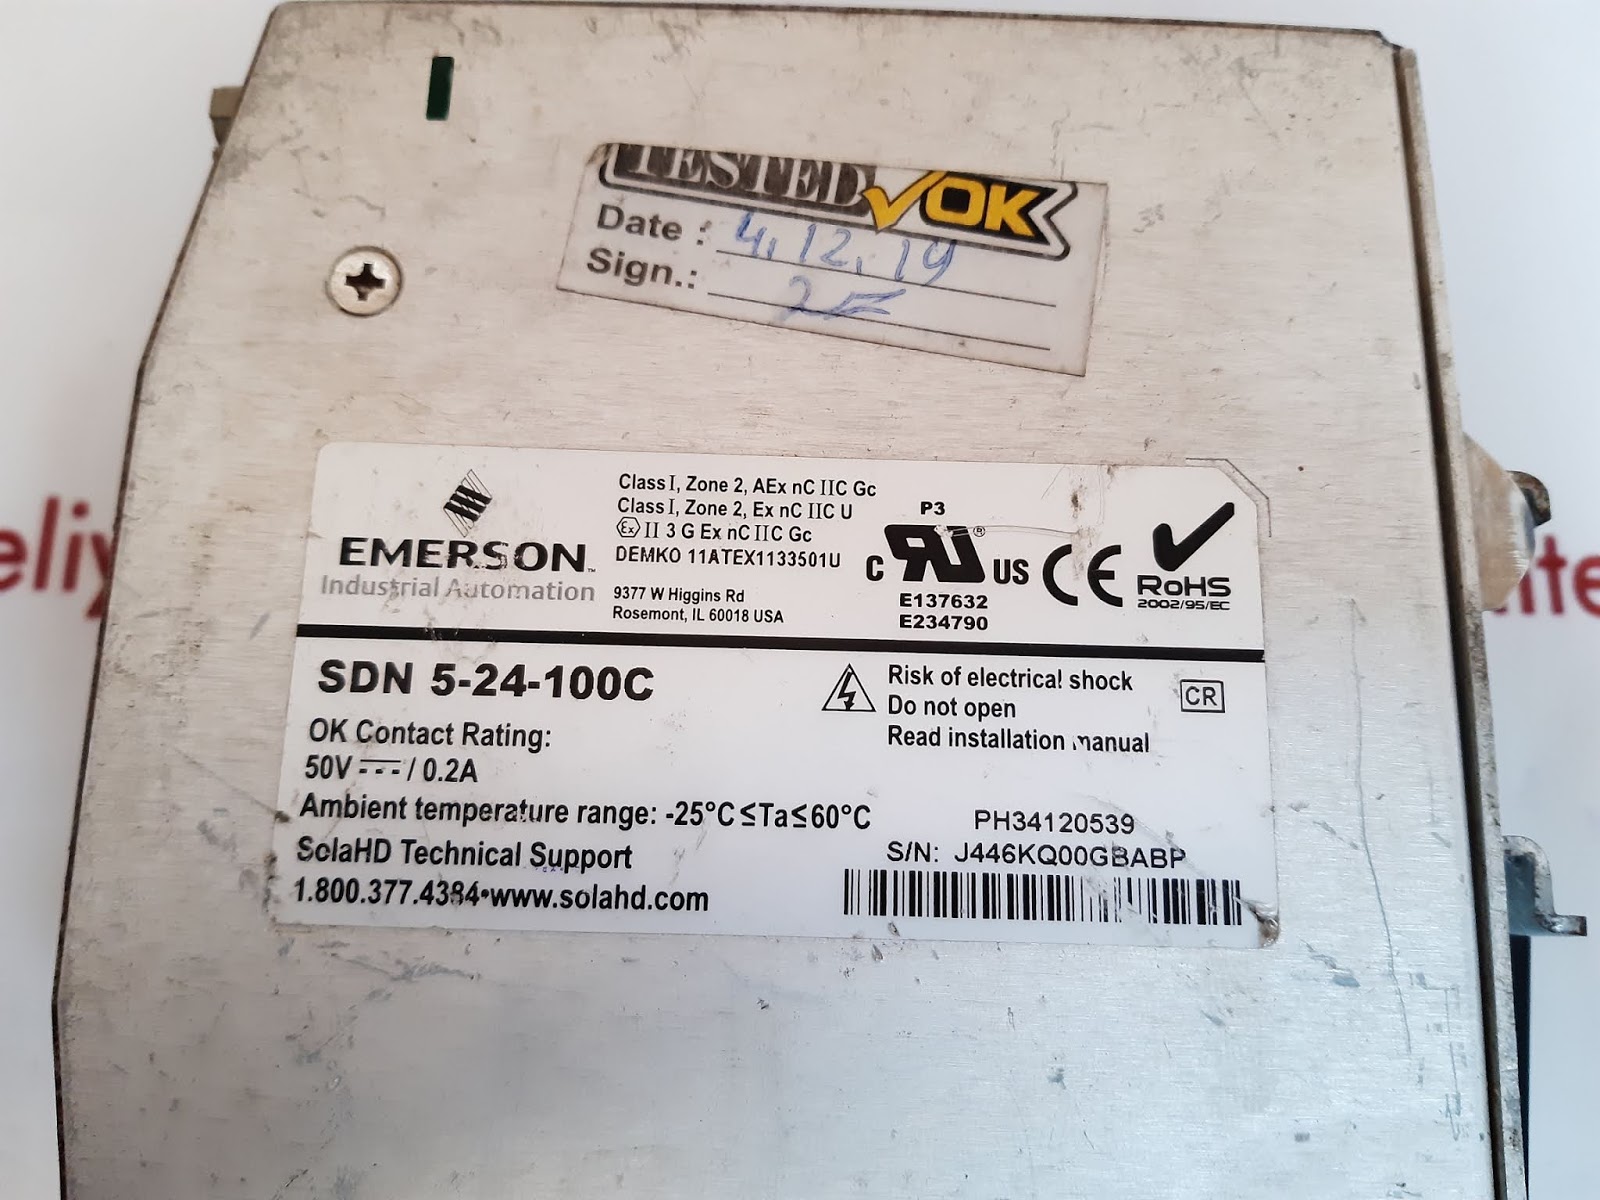 TESTED OK
Date : 4.12.19
Sign.:
EMERSON™
Industrial Automation
Class I, Zone 2, AEx nC IIC Gc
Class I, Zone 2, Ex nC IIC U
Ex II 3 G Ex nC IIC Gc
DEMKO 11ATEX1133501U
9377 W Higgins Rd
Rosemont, IL 60018 USA
P3
C US ®
E137632
E234790
CE
RoHS
2002/95/EC
SDN 5-24-100C
OK Contact Rating:
50V ⎓ / 0.2A
Ambient temperature range: -25°C≤Ta≤60°C
SolaHD Technical Support
1.800.377.4384•www.solahd.com
Risk of electrical shock
Do not open
Read installation manual
CR
PH34120539
S/N: J446KQ00GBABP